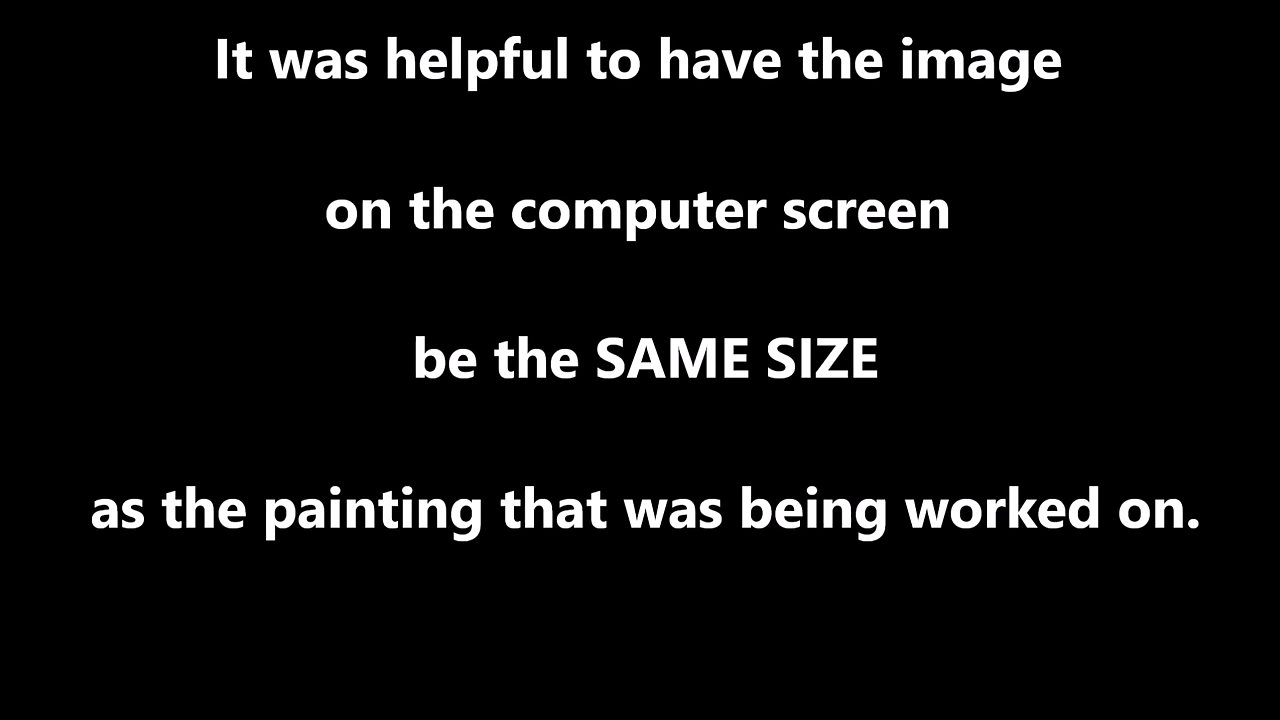 It was helpful to have the image
on the computer screen
be the SAME SIZE
as the painting that was being worked on.